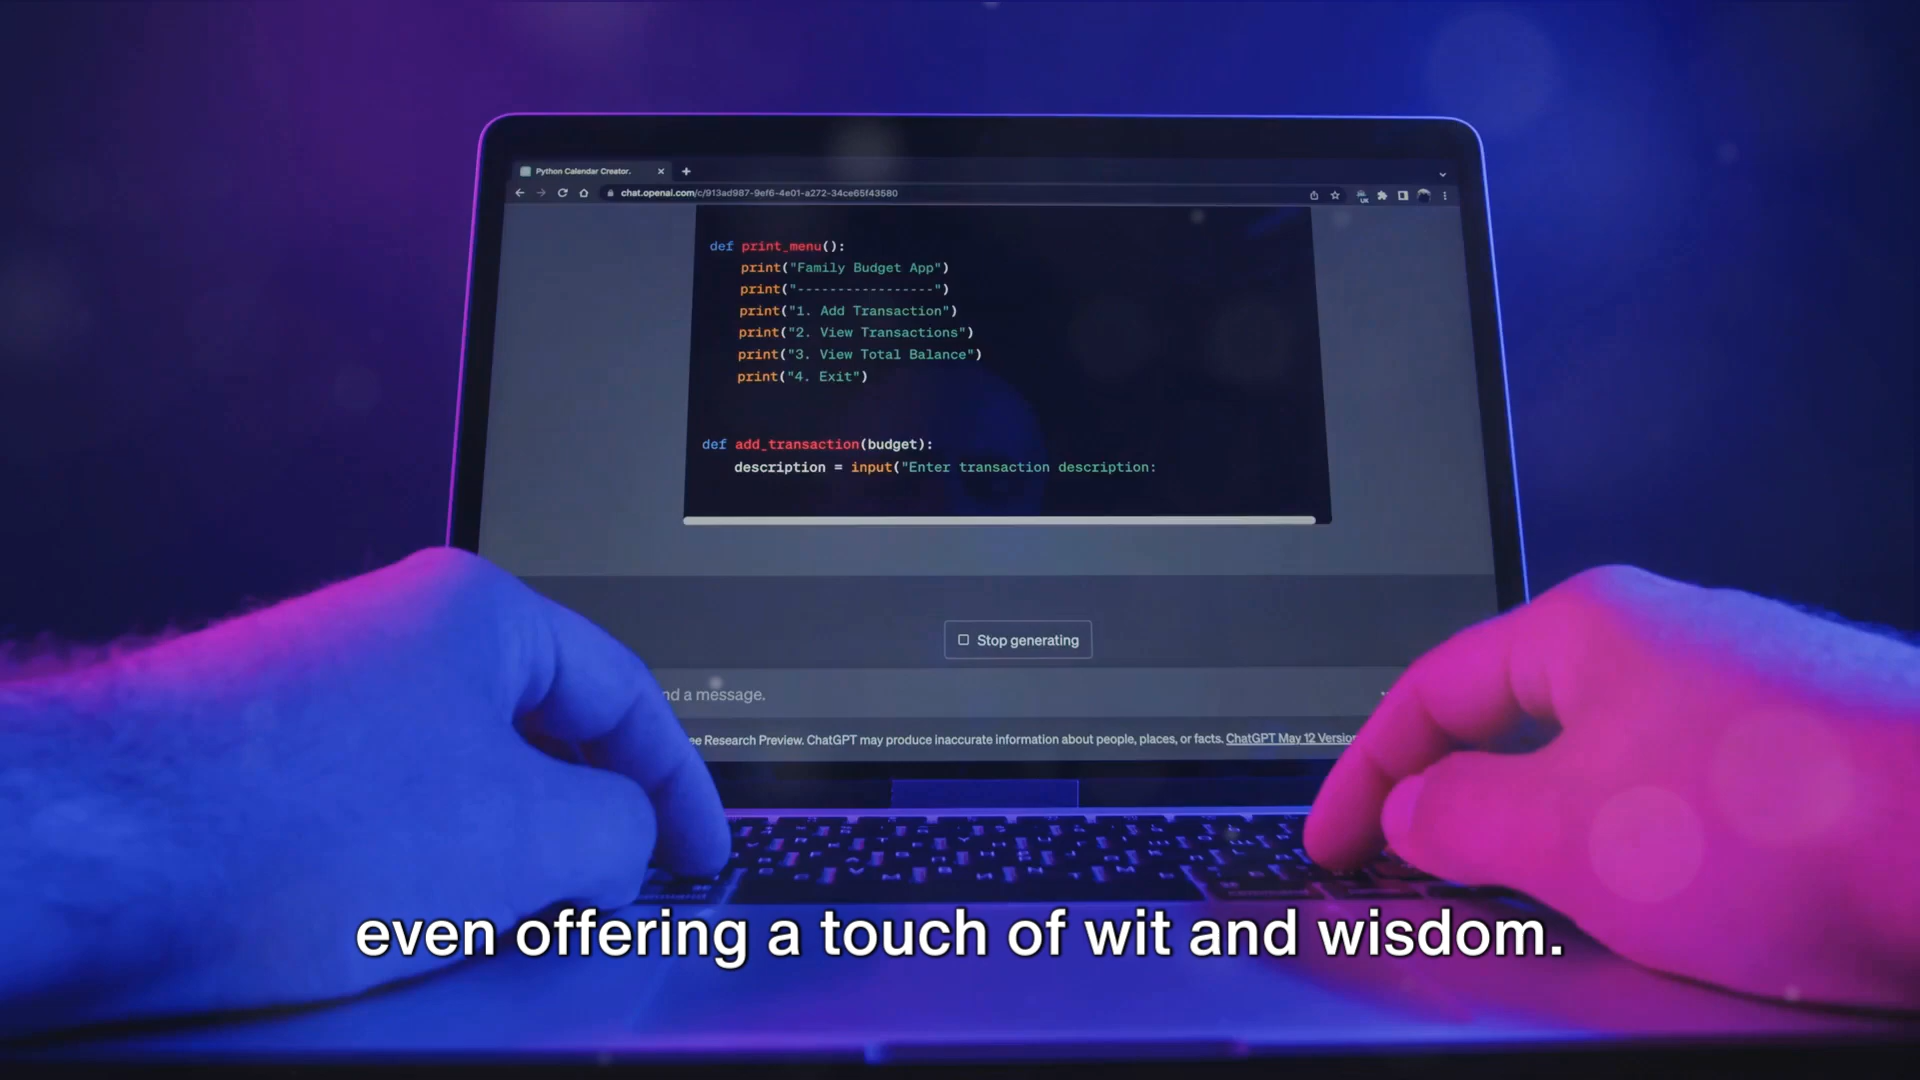 Python Calendar Creator.
chat.openai.com/c/913ad987-9ef6-4e01-a272-34ce65f43580
UK
def print_menu():
print("Family Budget App")
print("-----------------")
print("1. Add Transaction")
print("2. View Transactions")
print("3. View Total Balance")
print("4. Exit")
def add_transaction(budget):
description = input("Enter transaction description:
Stop generating
a message.
Research Preview. ChatGPT may produce inaccurate information about people, places, or facts. ChatGPT May 12 Version
even offering a touch of wit and wisdom.